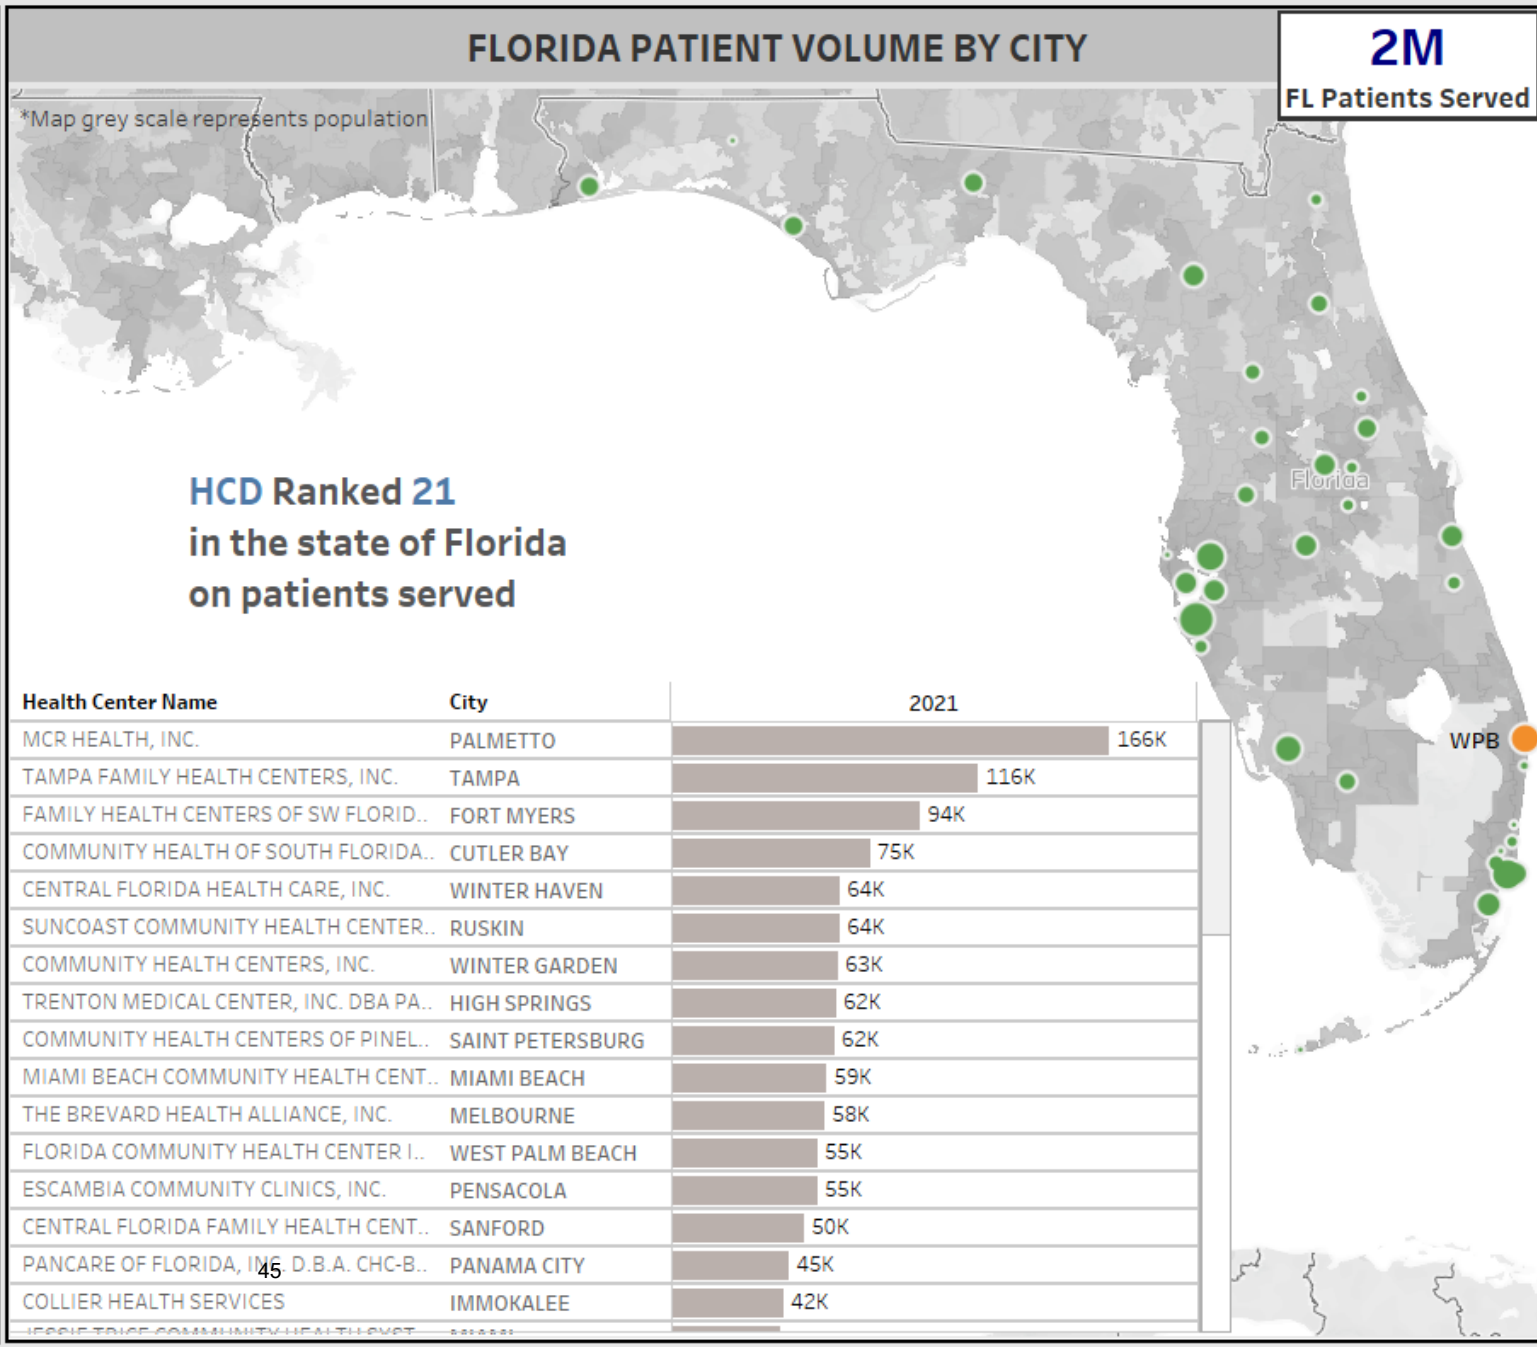 FLORIDA PATIENT VOLUME BY CITY
2M
FL Patients Served
*Map grey scale represents population
Florida
HCD Ranked 21
in the state of Florida
on patients served
WPB
Health Center Name City 2021
MCR HEALTH, INC. PALMETTO 166K
TAMPA FAMILY HEALTH CENTERS, INC. TAMPA 116K
FAMILY HEALTH CENTERS OF SW FLORID.. FORT MYERS 94K
COMMUNITY HEALTH OF SOUTH FLORIDA.. CUTLER BAY 75K
CENTRAL FLORIDA HEALTH CARE, INC. WINTER HAVEN 64K
SUNCOAST COMMUNITY HEALTH CENTER.. RUSKIN 64K
COMMUNITY HEALTH CENTERS, INC. WINTER GARDEN 63K
TRENTON MEDICAL CENTER, INC. DBA PA.. HIGH SPRINGS 62K
COMMUNITY HEALTH CENTERS OF PINEL.. SAINT PETERSBURG 62K
MIAMI BEACH COMMUNITY HEALTH CENT.. MIAMI BEACH 59K
THE BREVARD HEALTH ALLIANCE, INC. MELBOURNE 58K
FLORIDA COMMUNITY HEALTH CENTER I.. WEST PALM BEACH 55K
ESCAMBIA COMMUNITY CLINICS, INC. PENSACOLA 55K
CENTRAL FLORIDA FAMILY HEALTH CENT.. SANFORD 50K
PANCARE OF FLORIDA, INC. D.B.A. CHC-B.. PANAMA CITY 45K
45
COLLIER HEALTH SERVICES IMMOKALEE 42K
JESSIE TRICE COMMUNITY HEALTH SYST.. MIAMI